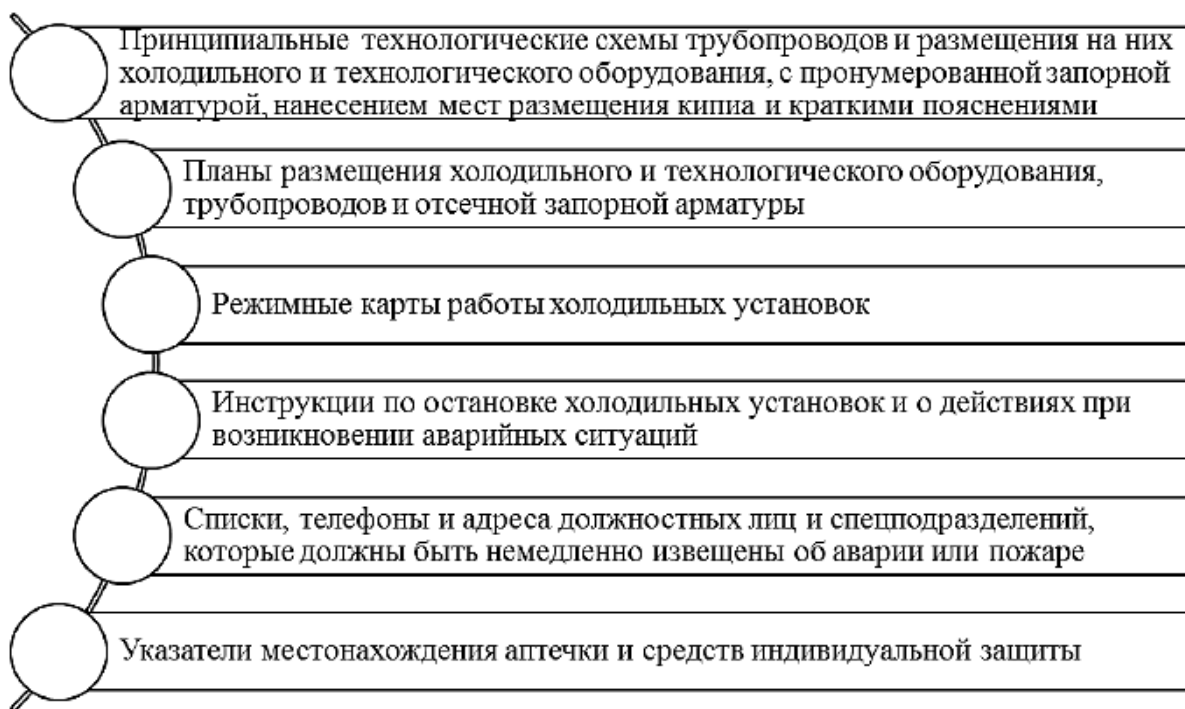 Принципиальные технологические схемы трубопроводов и размещения на них
холодильного и технологического оборудования, с пронумерованной запорной
арматурой, нанесением мест размещения кипиа и краткими пояснениями
Планы размещения холодильного и технологического оборудования,
трубопроводов и отсечной запорной арматуры
Режимные карты работы холодильных установок
Инструкции по остановке холодильных установок и о действиях при
возникновении аварийных ситуаций
Списки, телефоны и адреса должностных лиц и спецподразделений,
которые должны быть немедленно извещены об аварии или пожаре
Указатели местонахождения аптечки и средств индивидуальной защиты